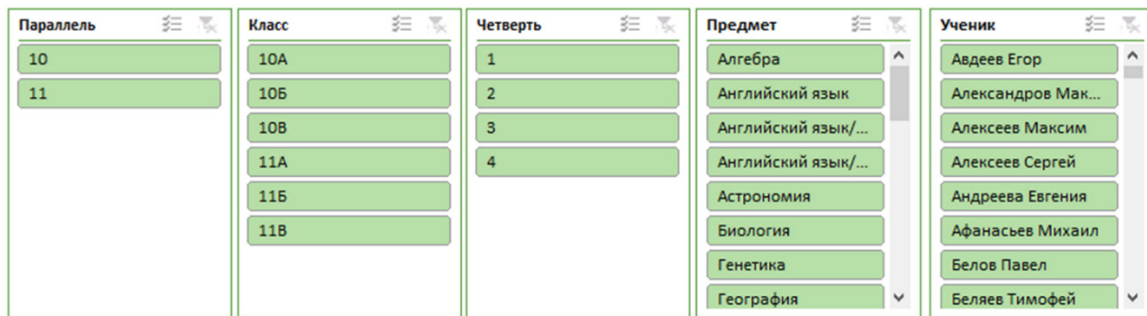 Параллель
10
11
Класс
10А
10Б
10В
11А
11Б
11В
Четверть
1
2
3
4
Предмет
Алгебра
Английский язык
Английский язык/...
Английский язык/...
Астрономия
Биология
Генетика
География
Ученик
Авдеев Егор
Александров Мак...
Алексеев Максим
Алексеев Сергей
Андреева Евгения
Афанасьев Михаил
Белов Павел
Беляев Тимофей